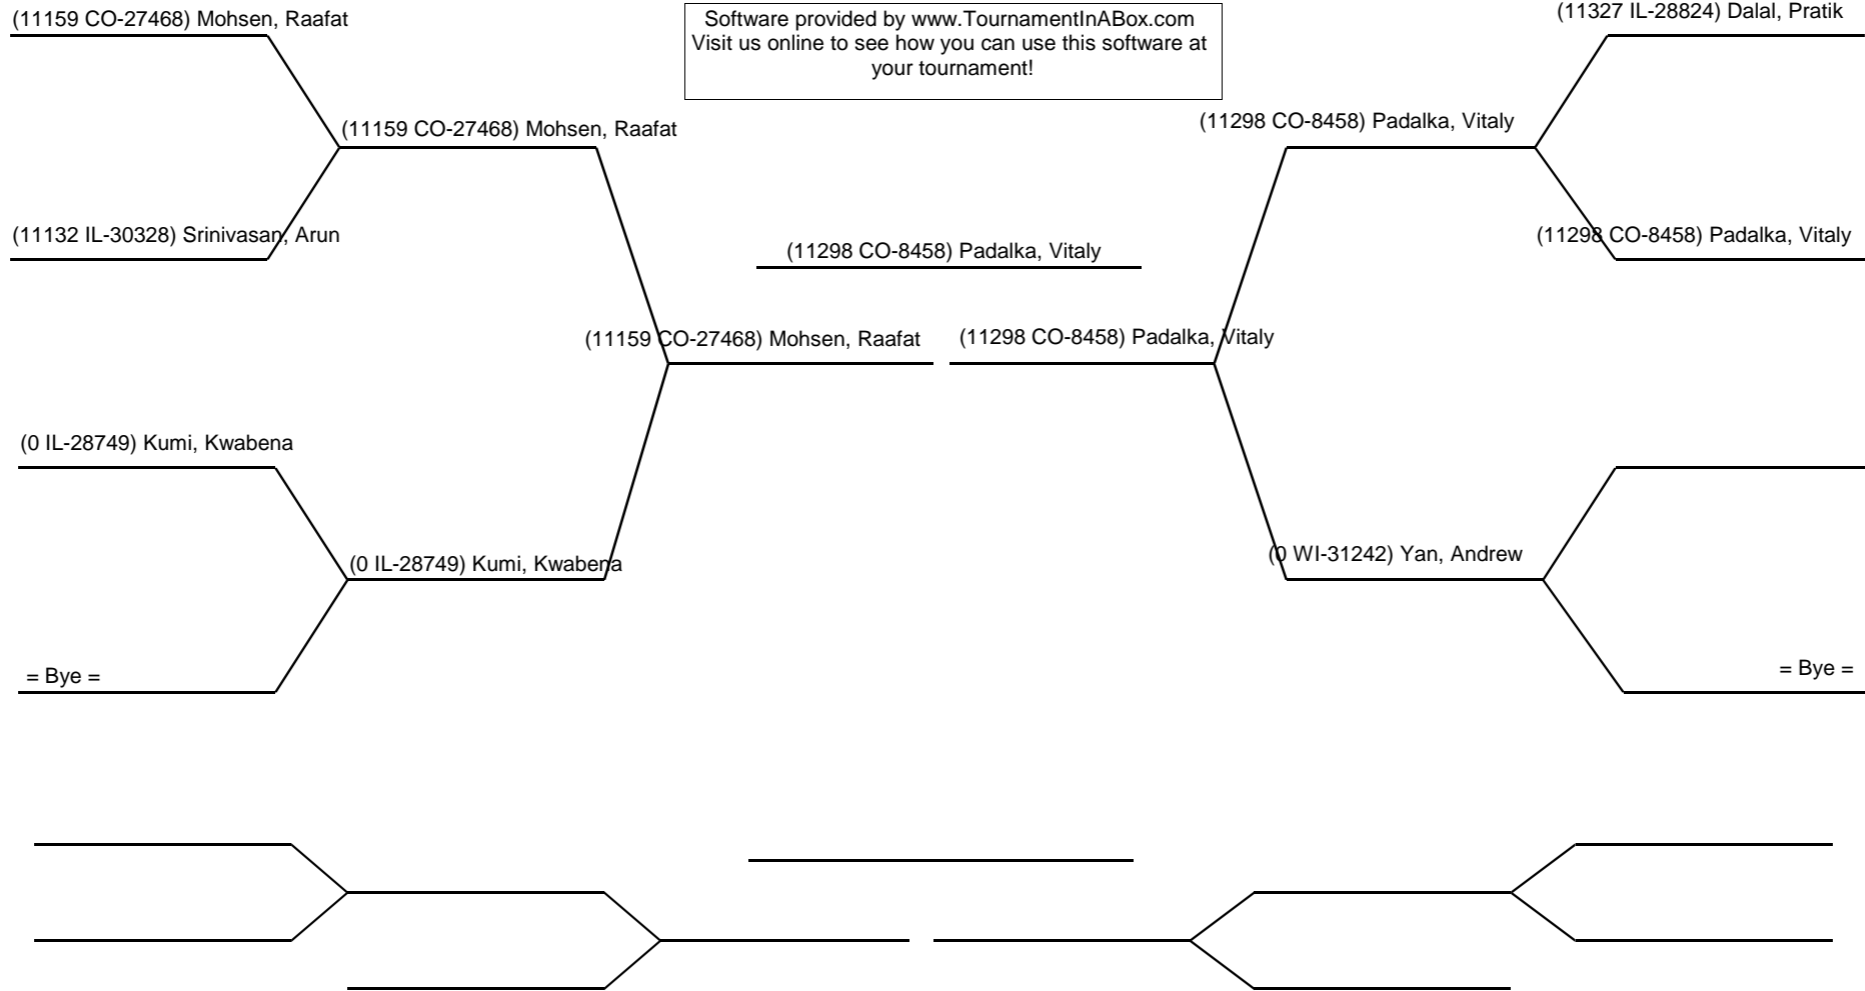 (11159 CO-27468) Mohsen, Raafat
Software provided by www.TournamentInABox.com
Visit us online to see how you can use this software at
your tournament!
(11327 IL-28824) Dalal, Pratik
(11159 CO-27468) Mohsen, Raafat
(11298 CO-8458) Padalka, Vitaly
(11132 IL-30328) Srinivasan, Arun
(11298 CO-8458) Padalka, Vitaly
(11298 CO-8458) Padalka, Vitaly
(11159 CO-27468) Mohsen, Raafat
(11298 CO-8458) Padalka, Vitaly
(0 IL-28749) Kumi, Kwabena
(0 IL-28749) Kumi, Kwabena
(0 WI-31242) Yan, Andrew
= Bye =
= Bye =